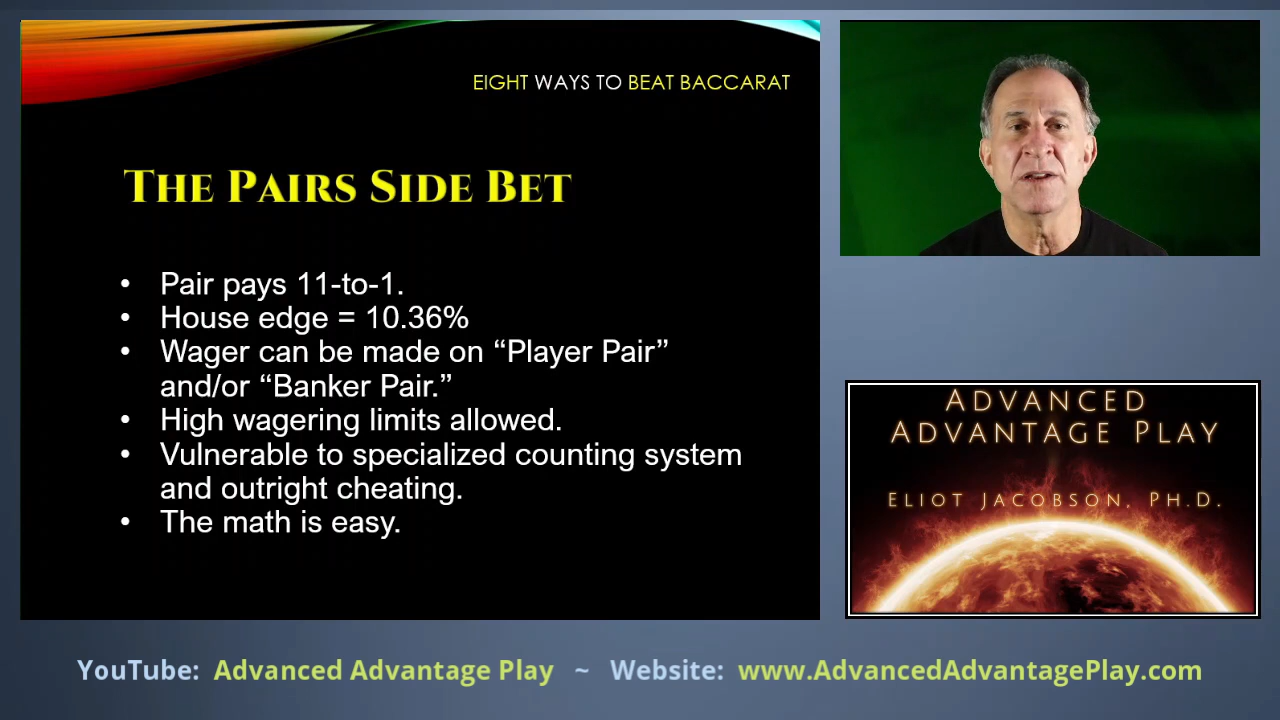 EIGHT WAYS TO BEAT BACCARAT
THE PAIRS SIDE BET
• Pair pays 11-to-1.
• House edge = 10.36%
• Wager can be made on “Player Pair”
and/or “Banker Pair.”
• High wagering limits allowed.
• Vulnerable to specialized counting system
and outright cheating.
• The math is easy.
ADVANCED
ADVANTAGE PLAY
ELIOT JACOBSON, PH.D.
YouTube: Advanced Advantage Play ~ Website: www.AdvancedAdvantagePlay.com